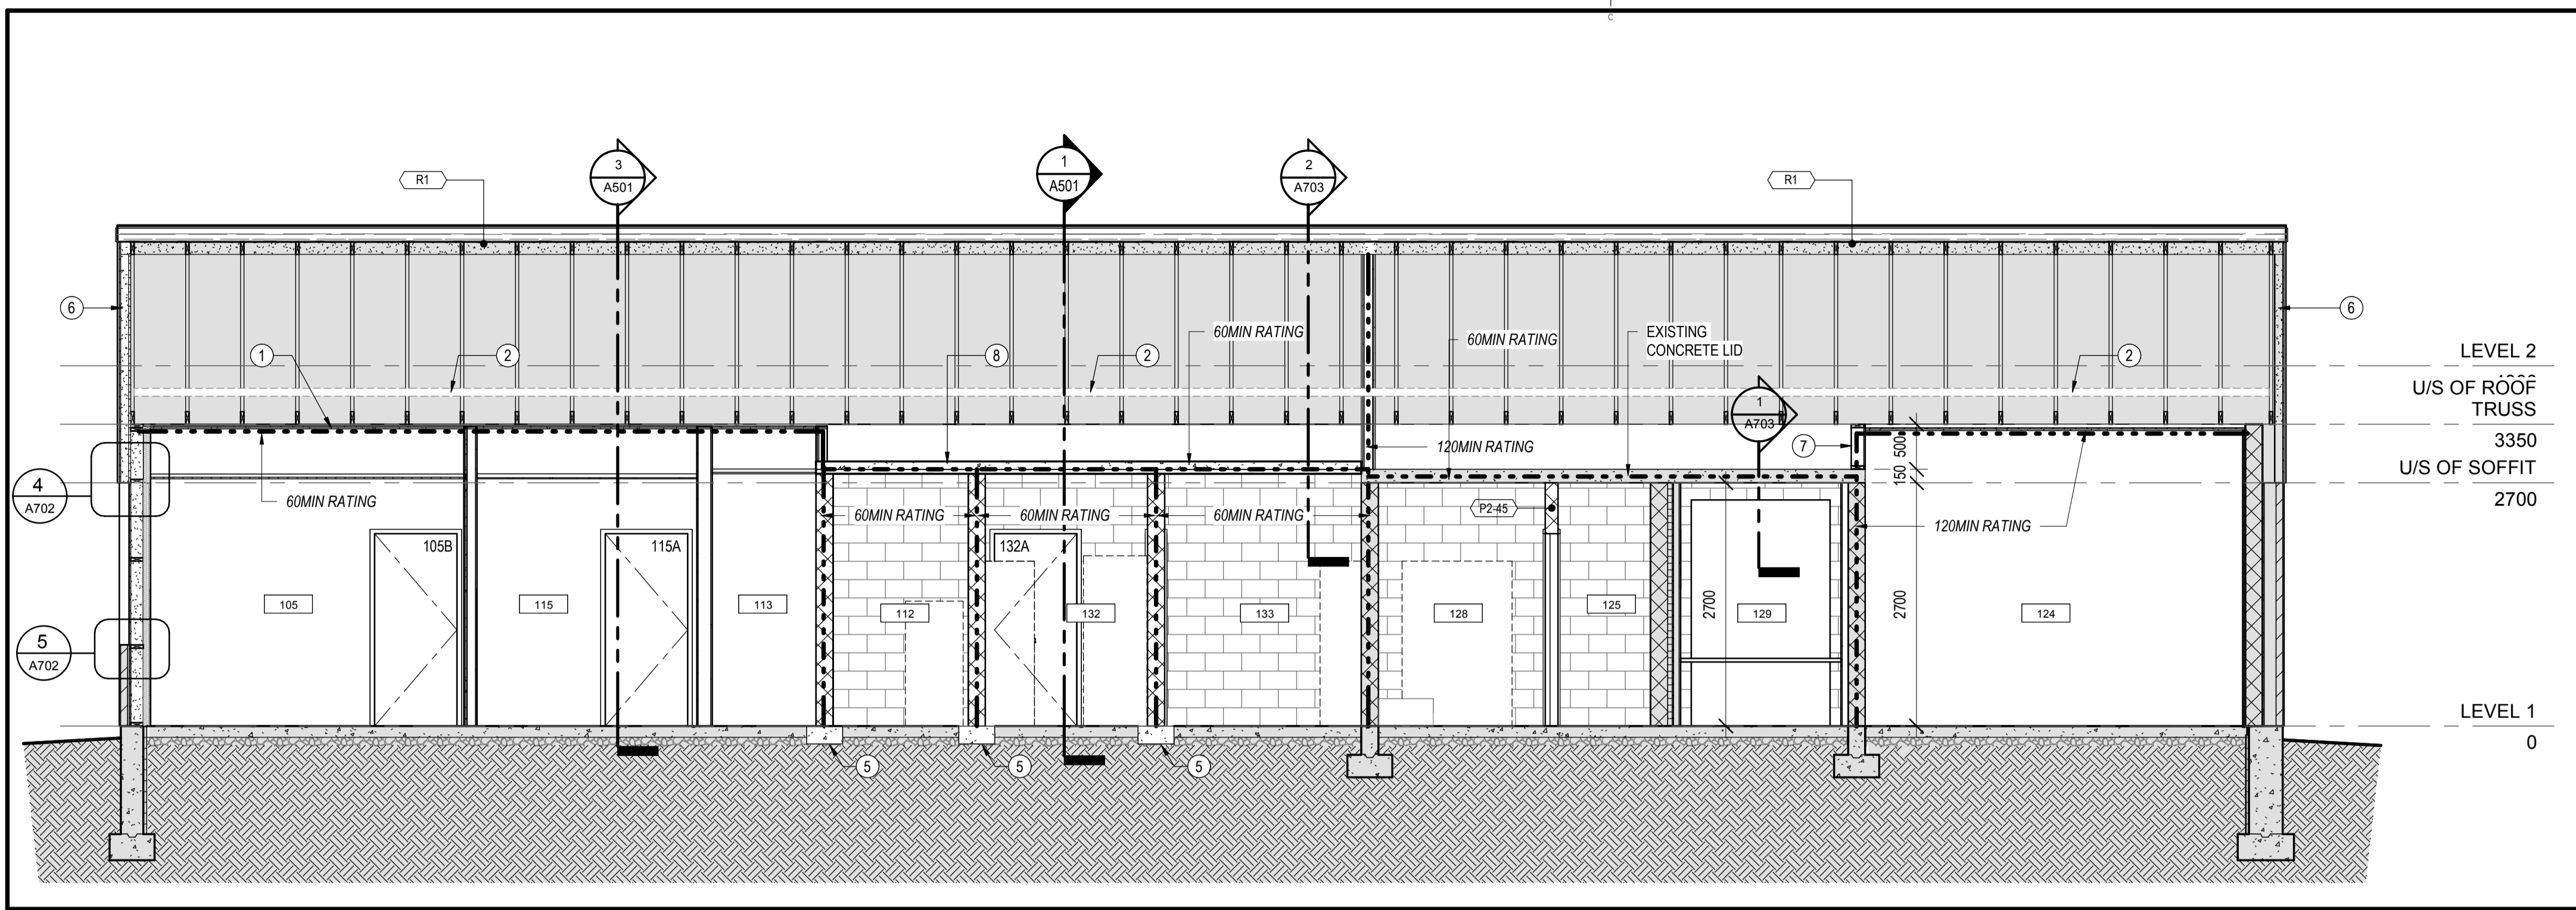 C
3
A501
1
A501
2
A703
R1
R1
6
6
60MIN RATING
60MIN RATING
EXISTING
CONCRETE LID
1
2
8
2
2
LEVEL 2
U/S OF ROOF
TRUSS
3350
1
A703
7
120MIN RATING
500
150
U/S OF SOFFIT
2700
4
A702
60MIN RATING
60MIN RATING
60MIN RATING
60MIN RATING
P2-45
120MIN RATING
105B
115A
132A
105
115
113
112
132
133
128
125
2700
129
2700
124
5
A702
LEVEL 1
0
5
5
5